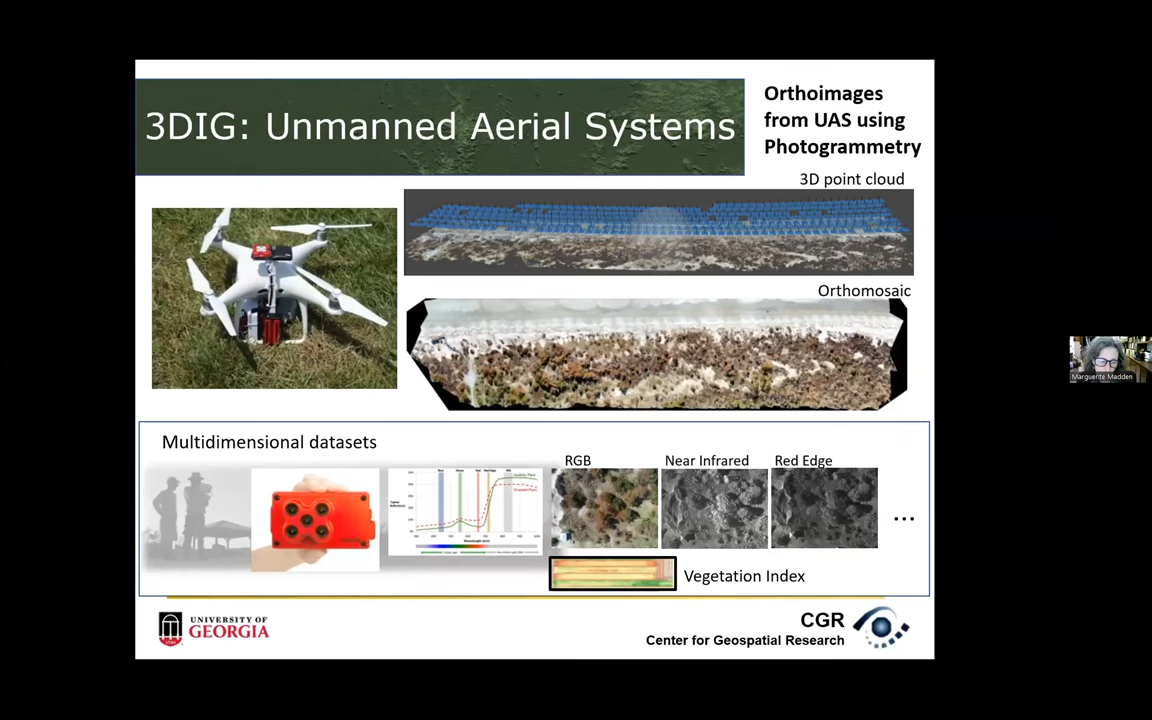 3DIG: Unmanned Aerial Systems
Orthoimages
from UAS using
Photogrammetry
3D point cloud
Orthomosaic
Multidimensional datasets
RGB
Near Infrared
Red Edge
...
Vegetation Index
UNIVERSITY OF
GEORGIA
CGR
Center for Geospatial Research
Marguerite Madden